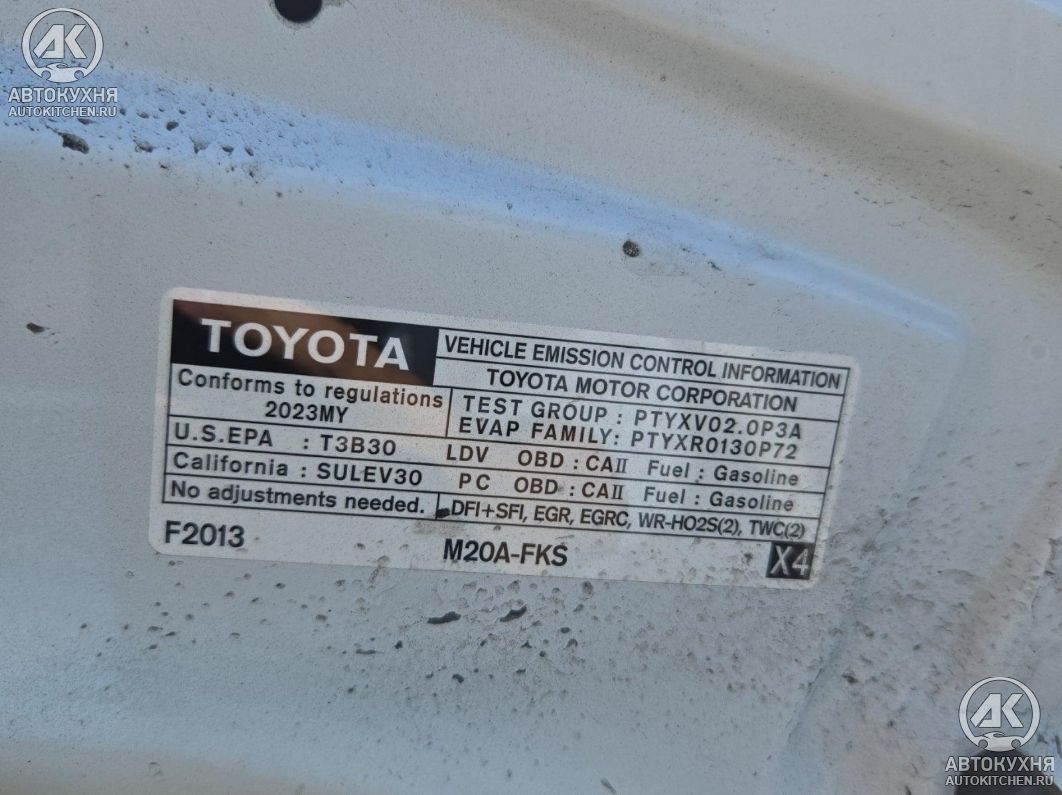 АК
АВТОКУХНЯ
AUTOKITCHEN.RU
TOYOTA
VEHICLE EMISSION CONTROL INFORMATION
TOYOTA MOTOR CORPORATION
Conforms to regulations
2023MY
TEST GROUP : PTYXV02.0P3A
EVAP FAMILY: PTYXR0130P72
U.S.EPA : T3B30 LDV OBD : CAII Fuel : Gasoline
California : SULEV30 PC OBD : CAII Fuel : Gasoline
No adjustments needed. DFI+SFI, EGR, EGRC, WR-HO2S(2), TWC(2)
F2013 M20A-FKS X4
АК
АВТОКУХНЯ
AUTOKITCHEN.RU